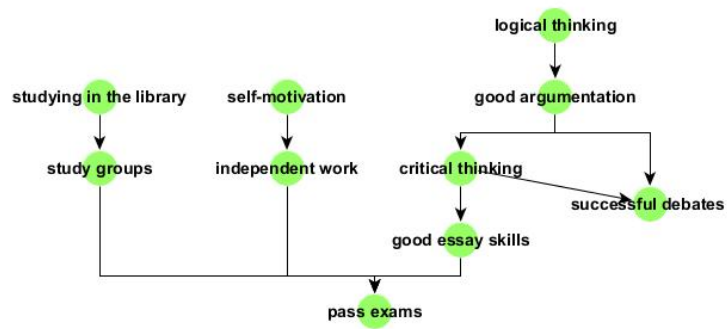 logical thinking
studying in the library
self-motivation
good argumentation
study groups
independent work
critical thinking
successful debates
good essay skills
pass exams